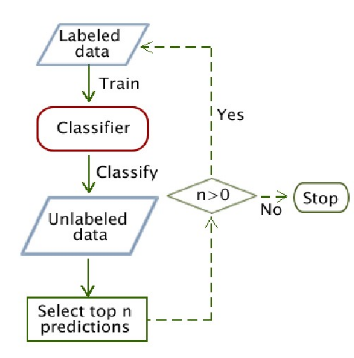 Labeled
data
Train
Yes
Classifier
Classify
n>0
No
Stop
Unlabeled
data
Select top n
predictions